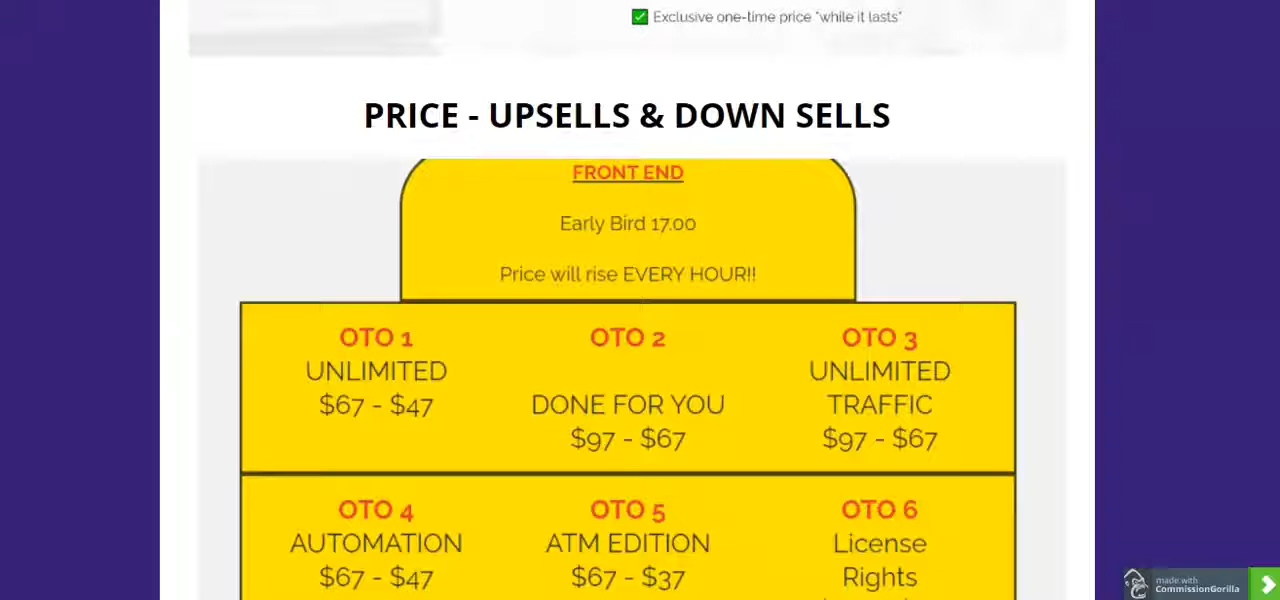 Exclusive one-time price "while it lasts"
PRICE - UPSELLS & DOWN SELLS
FRONT END
Early Bird 17.00
Price will rise EVERY HOUR!!
OTO 1
UNLIMITED
$67 - $47
OTO 2
DONE FOR YOU
$97 - $67
OTO 3
UNLIMITED
TRAFFIC
$97 - $67
OTO 4
AUTOMATION
$67 - $47
OTO 5
ATM EDITION
$67 - $37
OTO 6
License
Rights
made with
CommissionGorilla